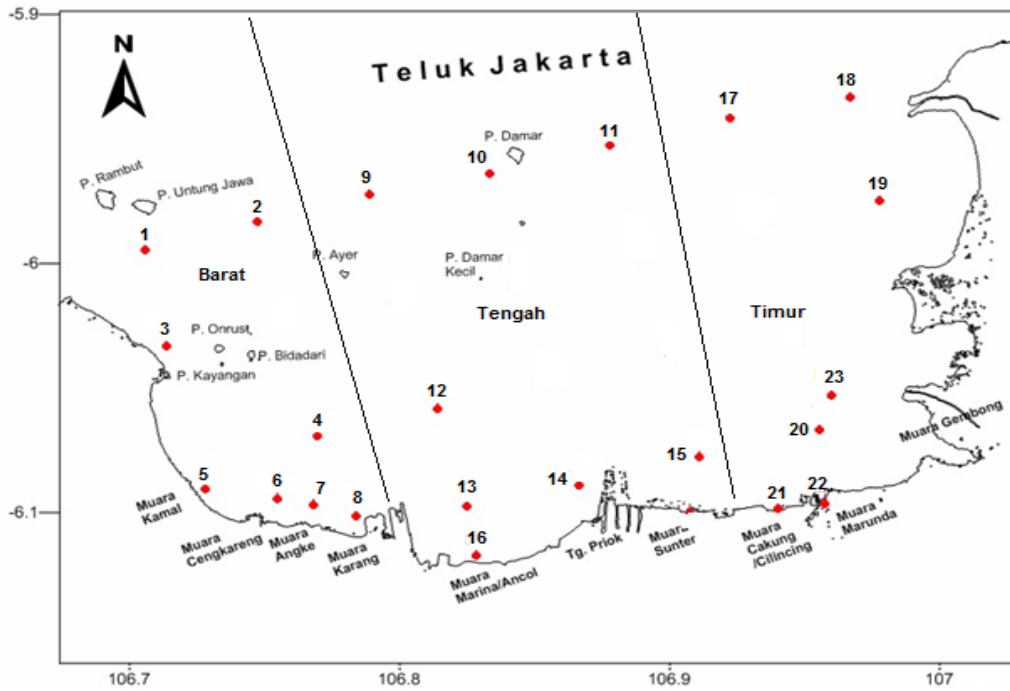 -5.9
N
Teluk Jakarta
18
17
11
P. Damar
10
9
P. Rambut
P. Untung Jawa
19
2
1
-6
Barat
P. Ayer
P. Damar
Kecil
Tengah
Timur
3
P. Onrust
P. Bidadari
P. Kayangan
12
23
4
20
Muara Gembong
15
5
6
7
8
13
14
21
22
-6.1
Muara
Kamal
Muara
Cengkareng
Muara
Angke
Muara
Karang
16
Muara
Marina/Ancol
Tg. Priok
Muara
Sunter
Muara
Cakung
/Cilincing
Muara
Marunda
106.7
106.8
106.9
107